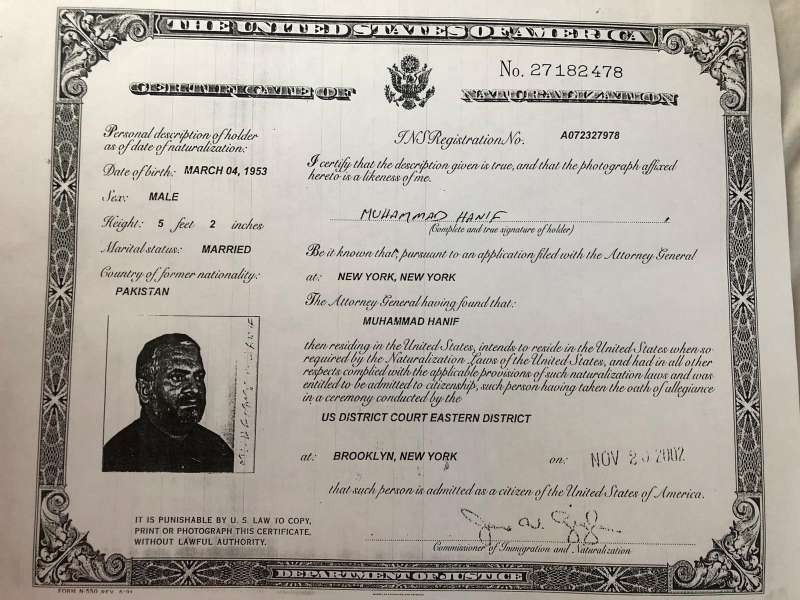 THE UNITED STATES OF AMERICA
No. 27182478
CERTIFICATE OF NATURALIZATION
Personal description of holder
as of date of naturalization:
Date of birth: MARCH 04, 1953
Sex: MALE
Height: 5 feet 2 inches
Marital status: MARRIED
Country of former nationality:
PAKISTAN
INS Registration No. A072327978
I certify that the description given is true, and that the photograph affixed
hereto is a likeness of me.
MUHAMMAD HANIF
(Complete and true signature of holder)
Be it known that, pursuant to an application filed with the Attorney General
at: NEW YORK, NEW YORK
The Attorney General having found that:
MUHAMMAD HANIF
then residing in the United States, intends to reside in the United States when so
required by the Naturalization Laws of the United States, and had in all other
respects complied with the applicable provisions of such naturalization laws and was
entitled to be admitted to citizenship, such person having taken the oath of allegiance
in a ceremony conducted by the
US DISTRICT COURT EASTERN DISTRICT
at: BROOKLYN, NEW YORK on: NOV 2 2002
that such person is admitted as a citizen of the United States of America.
IT IS PUNISHABLE BY U. S. LAW TO COPY,
PRINT OR PHOTOGRAPH THIS CERTIFICATE,
WITHOUT LAWFUL AUTHORITY.
Commissioner of Immigration and Naturalization
DEPARTMENT OF JUSTICE
FORM N-550 REV. 6-91